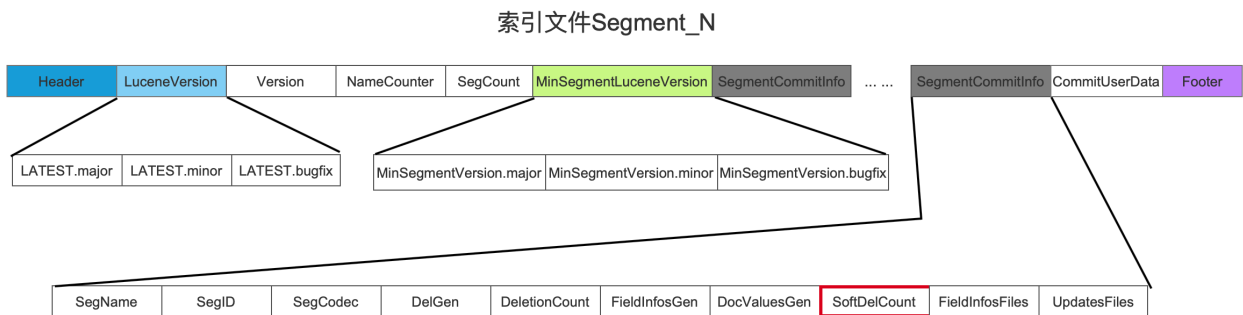 索引文件Segment_N
Header LuceneVersion Version NameCounter SegCount MinSegmentLuceneVersion SegmentCommitInfo ... ... SegmentCommitInfo CommitUserData Footer
LATEST.major LATEST.minor LATEST.bugfix MinSegmentVersion.major MinSegmentVersion.minor MinSegmentVersion.bugfix
SegName SegID SegCodec DelGen DeletionCount FieldInfosGen DocValuesGen SoftDelCount FieldInfosFiles UpdatesFiles